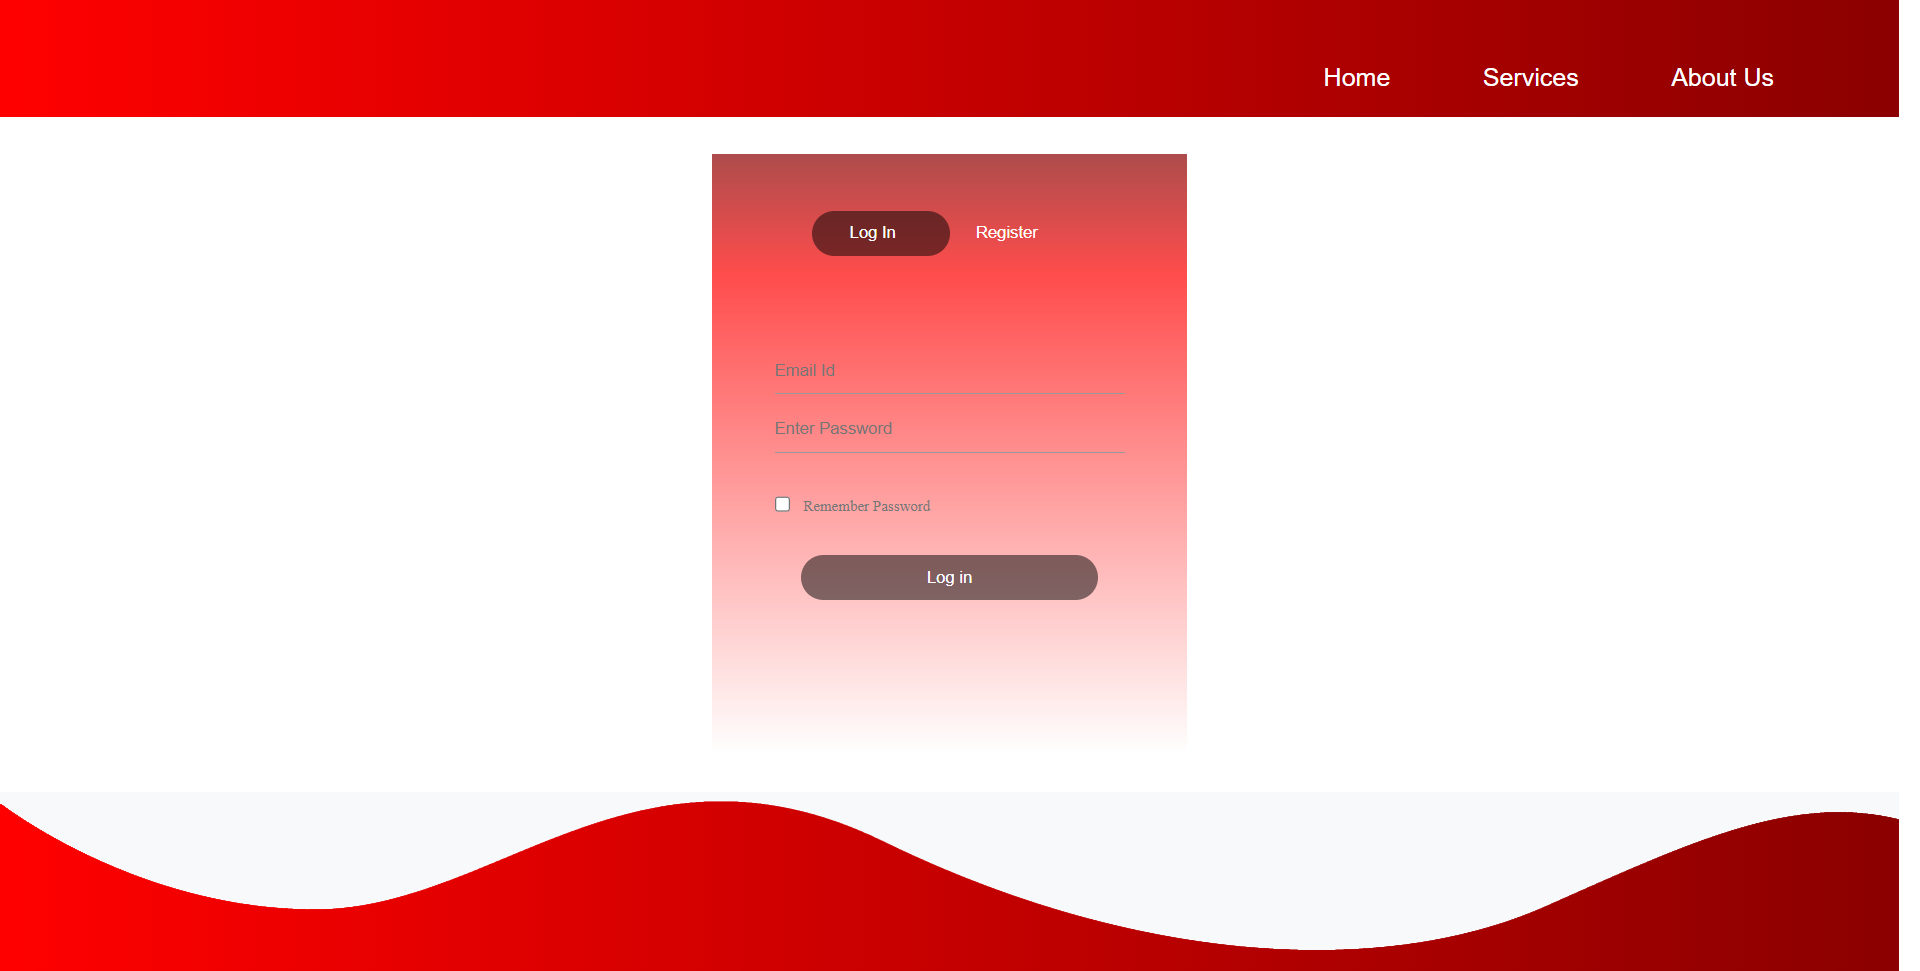 Home Services About Us
Log In Register
Email Id
Enter Password
Remember Password
Log in